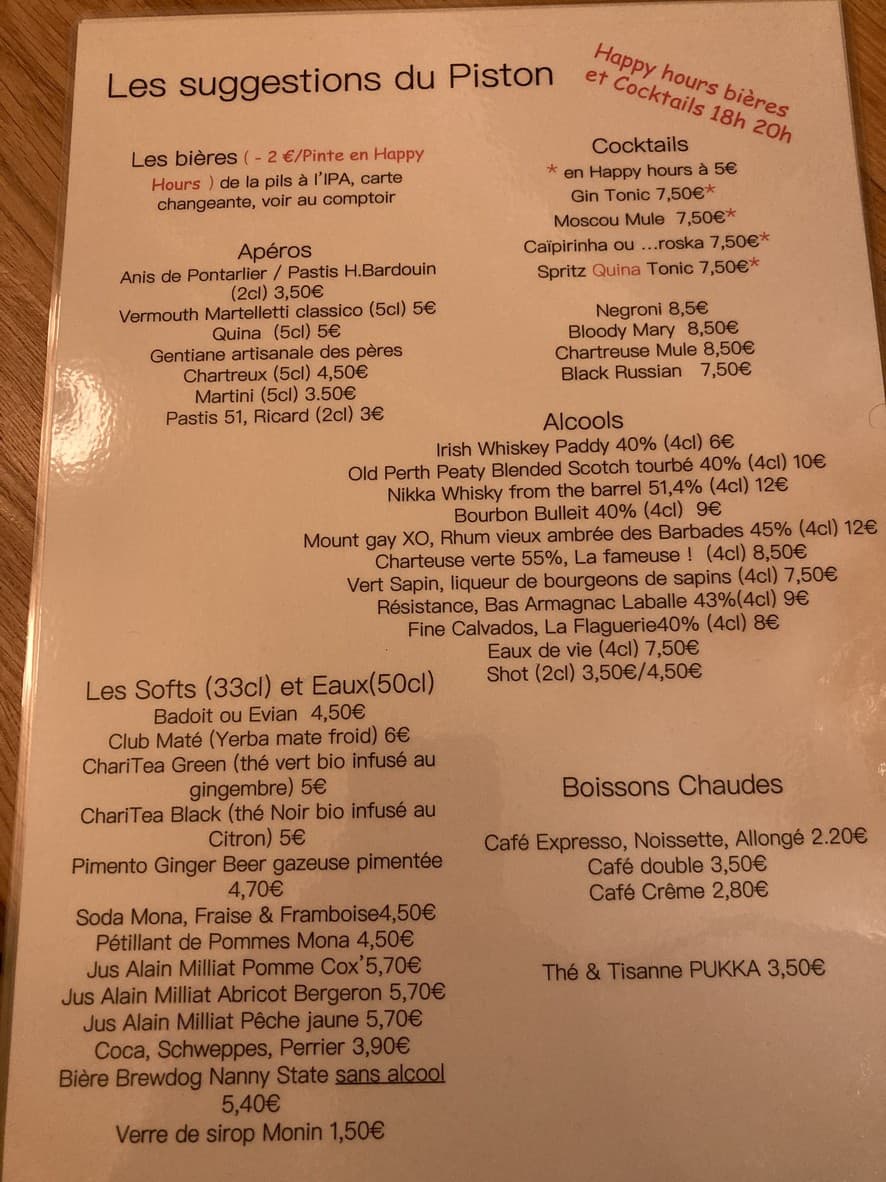 Les suggestions du Piston
Happy hours bières
et Cocktails 18h 20h
Les bières ( - 2 €/Pinte en Happy
Hours ) de la pils à l'IPA, carte
changeante, voir au comptoir
Apéros
Anis de Pontarlier / Pastis H.Bardouin
(2cl) 3,50€
Vermouth Martelletti classico (5cl) 5€
Quina (5cl) 5€
Gentiane artisanale des pères
Chartreux (5cl) 4,50€
Martini (5cl) 3.50€
Pastis 51, Ricard (2cl) 3€
Cocktails
* en Happy hours à 5€
Gin Tonic 7,50€*
Moscou Mule 7,50€*
Caïpirinha ou ...roska 7,50€*
Spritz Quina Tonic 7,50€*
Negroni 8,5€
Bloody Mary 8,50€
Chartreuse Mule 8,50€
Black Russian 7,50€
Alcools
Irish Whiskey Paddy 40% (4cl) 6€
Old Perth Peaty Blended Scotch tourbé 40% (4cl) 10€
Nikka Whisky from the barrel 51,4% (4cl) 12€
Bourbon Bulleit 40% (4cl) 9€
Mount gay XO, Rhum vieux ambrée des Barbades 45% (4cl) 12€
Charteuse verte 55%, La fameuse ! (4cl) 8,50€
Vert Sapin, liqueur de bourgeons de sapins (4cl) 7,50€
Résistance, Bas Armagnac Laballe 43%(4cl) 9€
Fine Calvados, La Flaguerie40% (4cl) 8€
Eaux de vie (4cl) 7,50€
Shot (2cl) 3,50€/4,50€
Les Softs (33cl) et Eaux(50cl)
Badoit ou Evian 4,50€
Club Maté (Yerba mate froid) 6€
ChariTea Green (thé vert bio infusé au
gingembre) 5€
ChariTea Black (thé Noir bio infusé au
Citron) 5€
Pimento Ginger Beer gazeuse pimentée
4,70€
Soda Mona, Fraise & Framboise4,50€
Pétillant de Pommes Mona 4,50€
Jus Alain Milliat Pomme Cox'5,70€
Jus Alain Milliat Abricot Bergeron 5,70€
Jus Alain Milliat Pêche jaune 5,70€
Coca, Schweppes, Perrier 3,90€
Bière Brewdog Nanny State sans alcool
5,40€
Verre de sirop Monin 1,50€
Boissons Chaudes
Café Expresso, Noissette, Allongé 2.20€
Café double 3,50€
Café Crême 2,80€
Thé & Tisanne PUKKA 3,50€